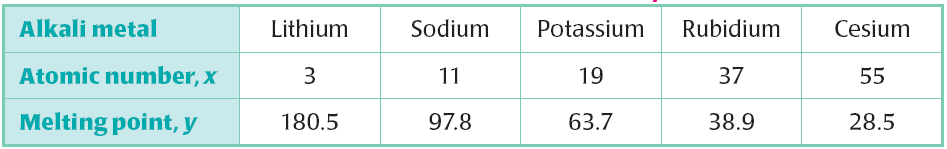 Alkali metal Lithium Sodium Potassium Rubidium Cesium
Atomic number, x 3 11 19 37 55
Melting point, y 180.5 97.8 63.7 38.9 28.5